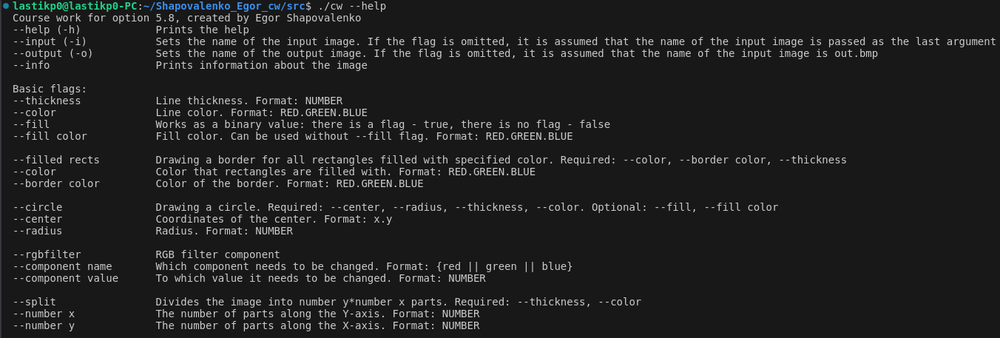 lastikp0@lastikp0-PC:~/Shapovalenko_Egor_cw/src$ ./cw --help
Course work for option 5.8, created by Egor Shapovalenko
--help (-h) Prints the help
--input (-i) Sets the name of the input image. If the flag is omitted, it is assumed that the name of the input image is passed as the last argument
--output (-o) Sets the name of the output image. If the flag is omitted, it is assumed that the name of the input image is out.bmp
--info Prints information about the image

Basic flags:
--thickness Line thickness. Format: NUMBER
--color Line color. Format: RED.GREEN.BLUE
--fill Works as a binary value: there is a flag - true, there is no flag - false
--fill color Fill color. Can be used without --fill flag. Format: RED.GREEN.BLUE

--filled rects Drawing a border for all rectangles filled with specified color. Required: --color, --border color, --thickness
--color Color that rectangles are filled with. Format: RED.GREEN.BLUE
--border color Color of the border. Format: RED.GREEN.BLUE

--circle Drawing a circle. Required: --center, --radius, --thickness, --color. Optional: --fill, --fill color
--center Coordinates of the center. Format: x.y
--radius Radius. Format: NUMBER

--rgbfilter RGB filter component
--component name Which component needs to be changed. Format: {red || green || blue}
--component value To which value it needs to be changed. Format: NUMBER

--split Divides the image into number y*number x parts. Required: --thickness, --color
--number x The number of parts along the Y-axis. Format: NUMBER
--number y The number of parts along the X-axis. Format: NUMBER